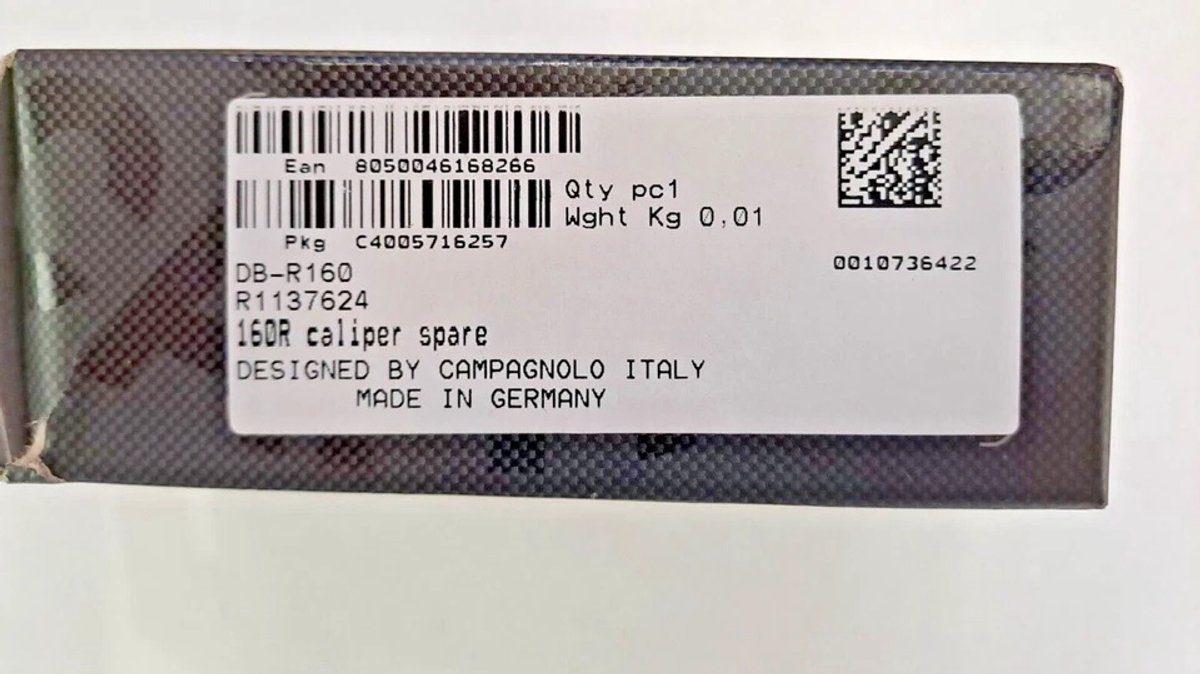 Ean 8050046168266
Qty pc1
Wght Kg 0,01
Pkg C4005716257
0010736422
DB-R160
R1137624
160R caliper spare
DESIGNED BY CAMPAGNOLO ITALY
MADE IN GERMANY